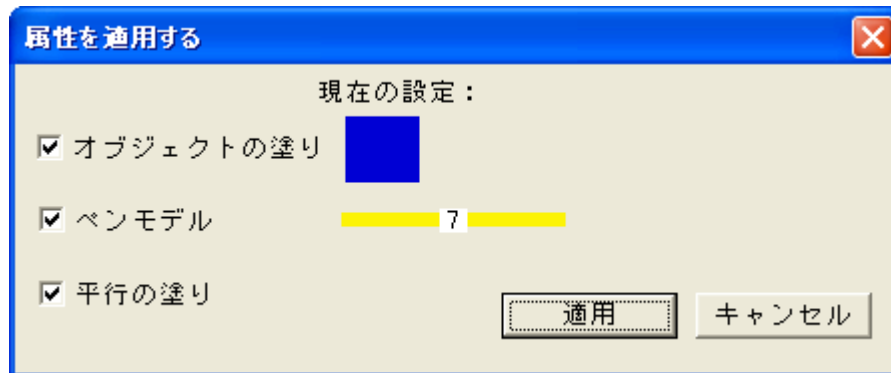 属性を適用する
現在の設定：
オブジェクトの塗り
ペンモデル
7
平行の塗り
適用
キャンセル